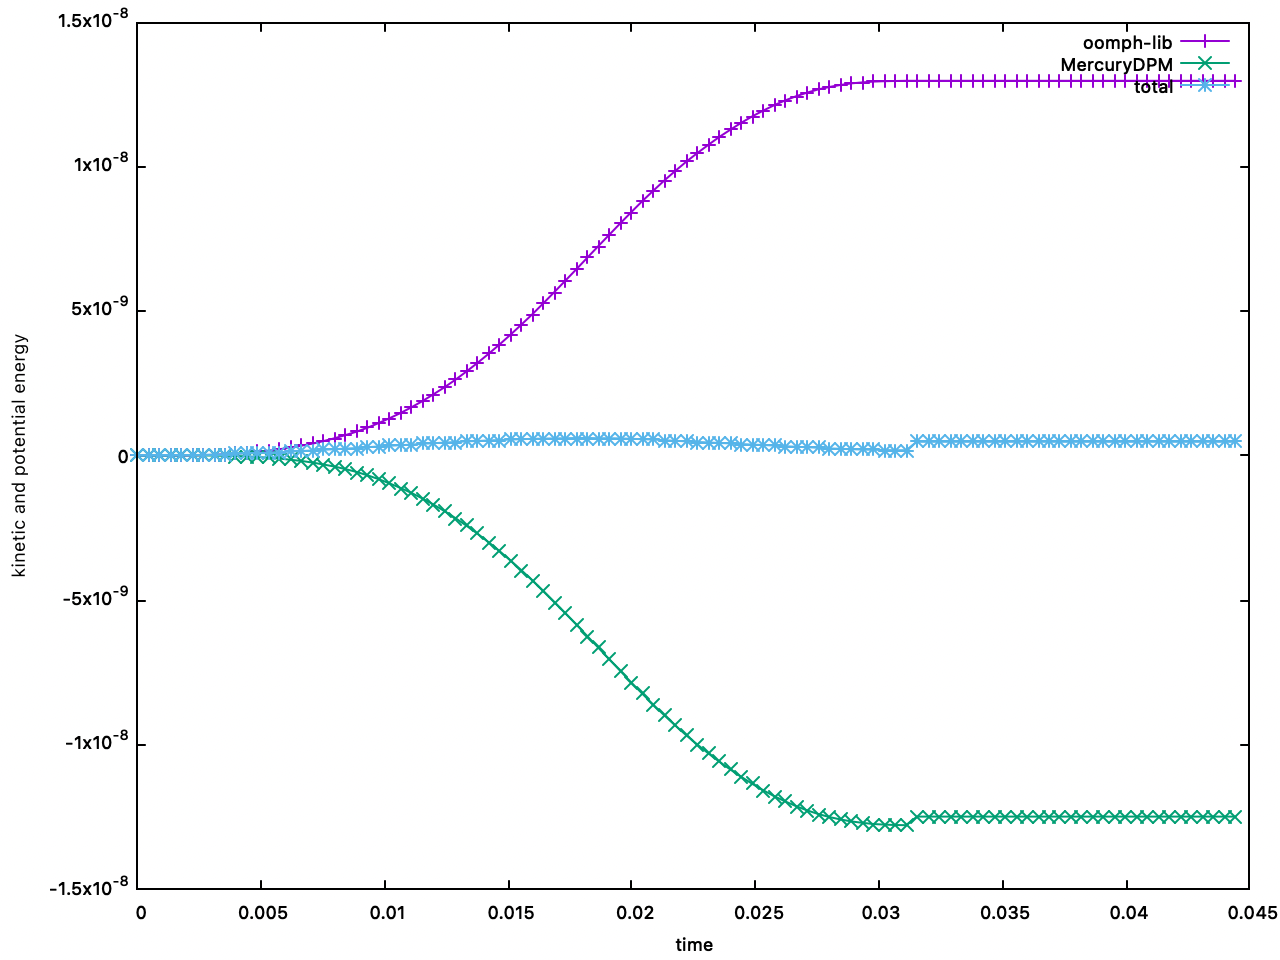 1.5x10⁻⁸
1x10⁻⁸
5x10⁻⁹
0
-5x10⁻⁹
-1x10⁻⁸
-1.5x10⁻⁸
kinetic and potential energy
oomph-lib
MercuryDPM
total
0 0.005 0.01 0.015 0.02 0.025 0.03 0.035 0.04 0.045
time